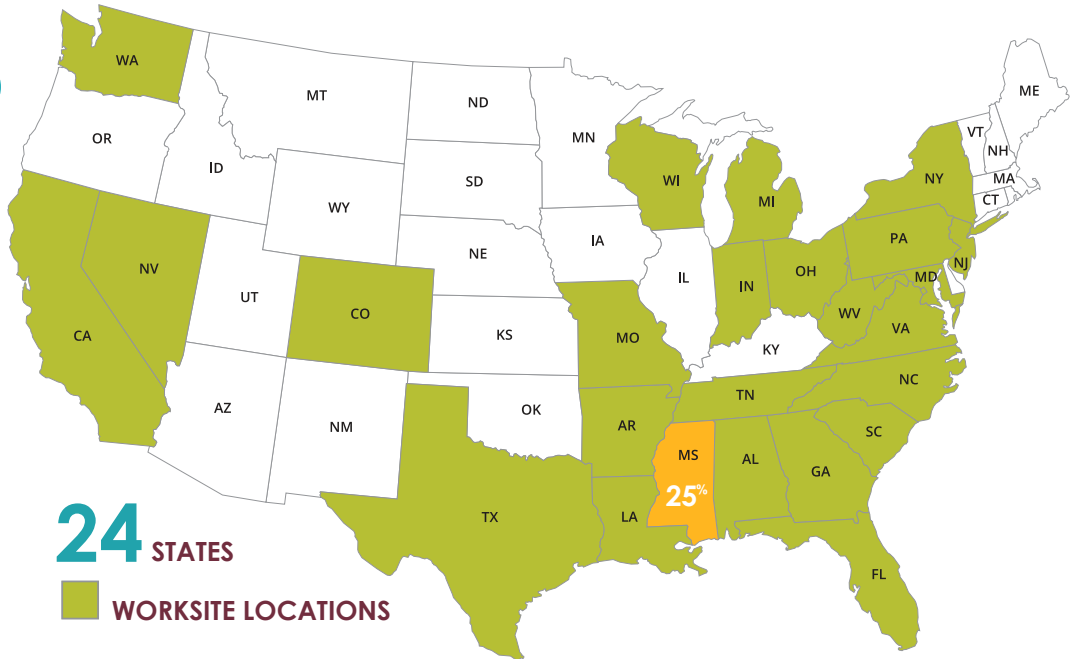 WA
MT
ND
MN
ME
VT
NH
OR
ID
SD
WI
MI
NY
MA
CT
WY
NE
IA
PA
NJ
NV
UT
CO
KS
MO
IL
IN
OH
MD
WV
VA
KY
CA
AZ
NM
OK
AR
TN
NC
SC
MS
25%
AL
GA
TX
LA
FL
24 STATES
WORKSITE LOCATIONS